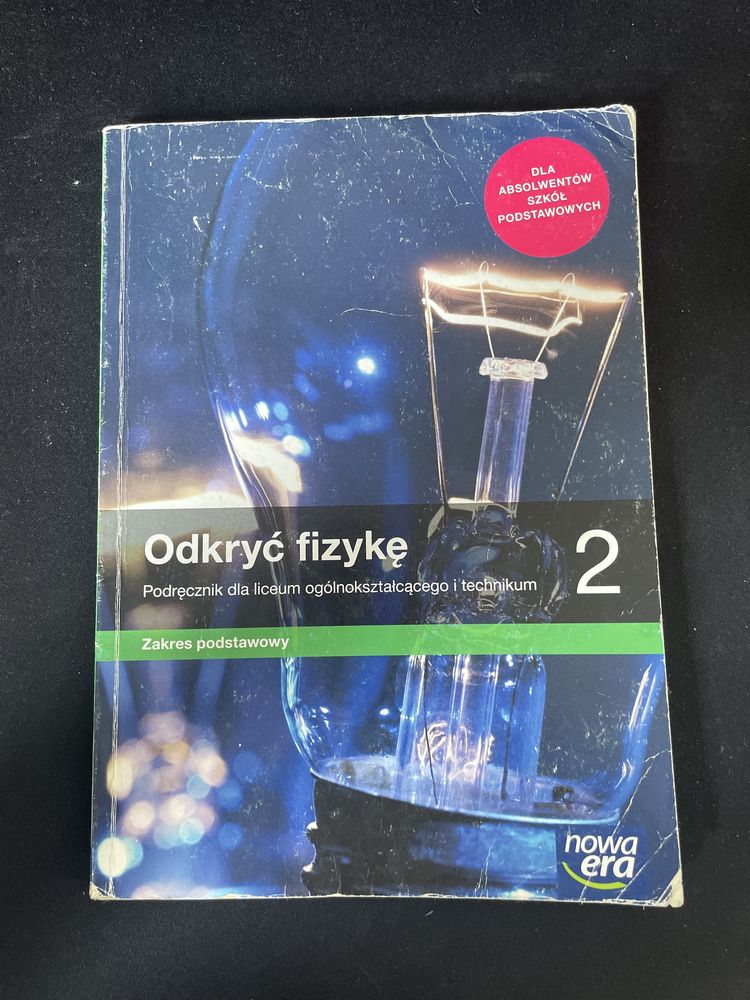 DLA
ABSOLWENTÓW
SZKÓŁ
PODSTAWOWYCH
Odkryć fizykę 2
Podręcznik dla liceum ogólnokształcącego i technikum
Zakres podstawowy
nowa
era